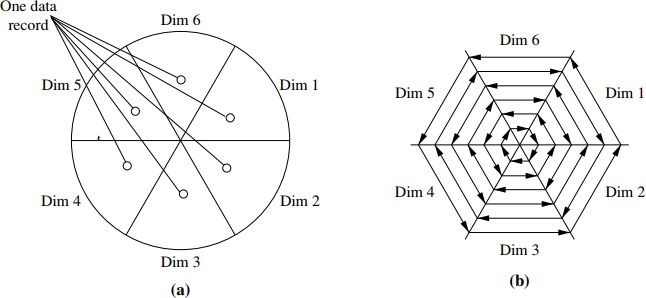 One data
record
Dim 6
Dim 5
Dim 1
Dim 4
Dim 2
Dim 3
(a)
Dim 6
Dim 5
Dim 1
Dim 4
Dim 2
Dim 3
(b)